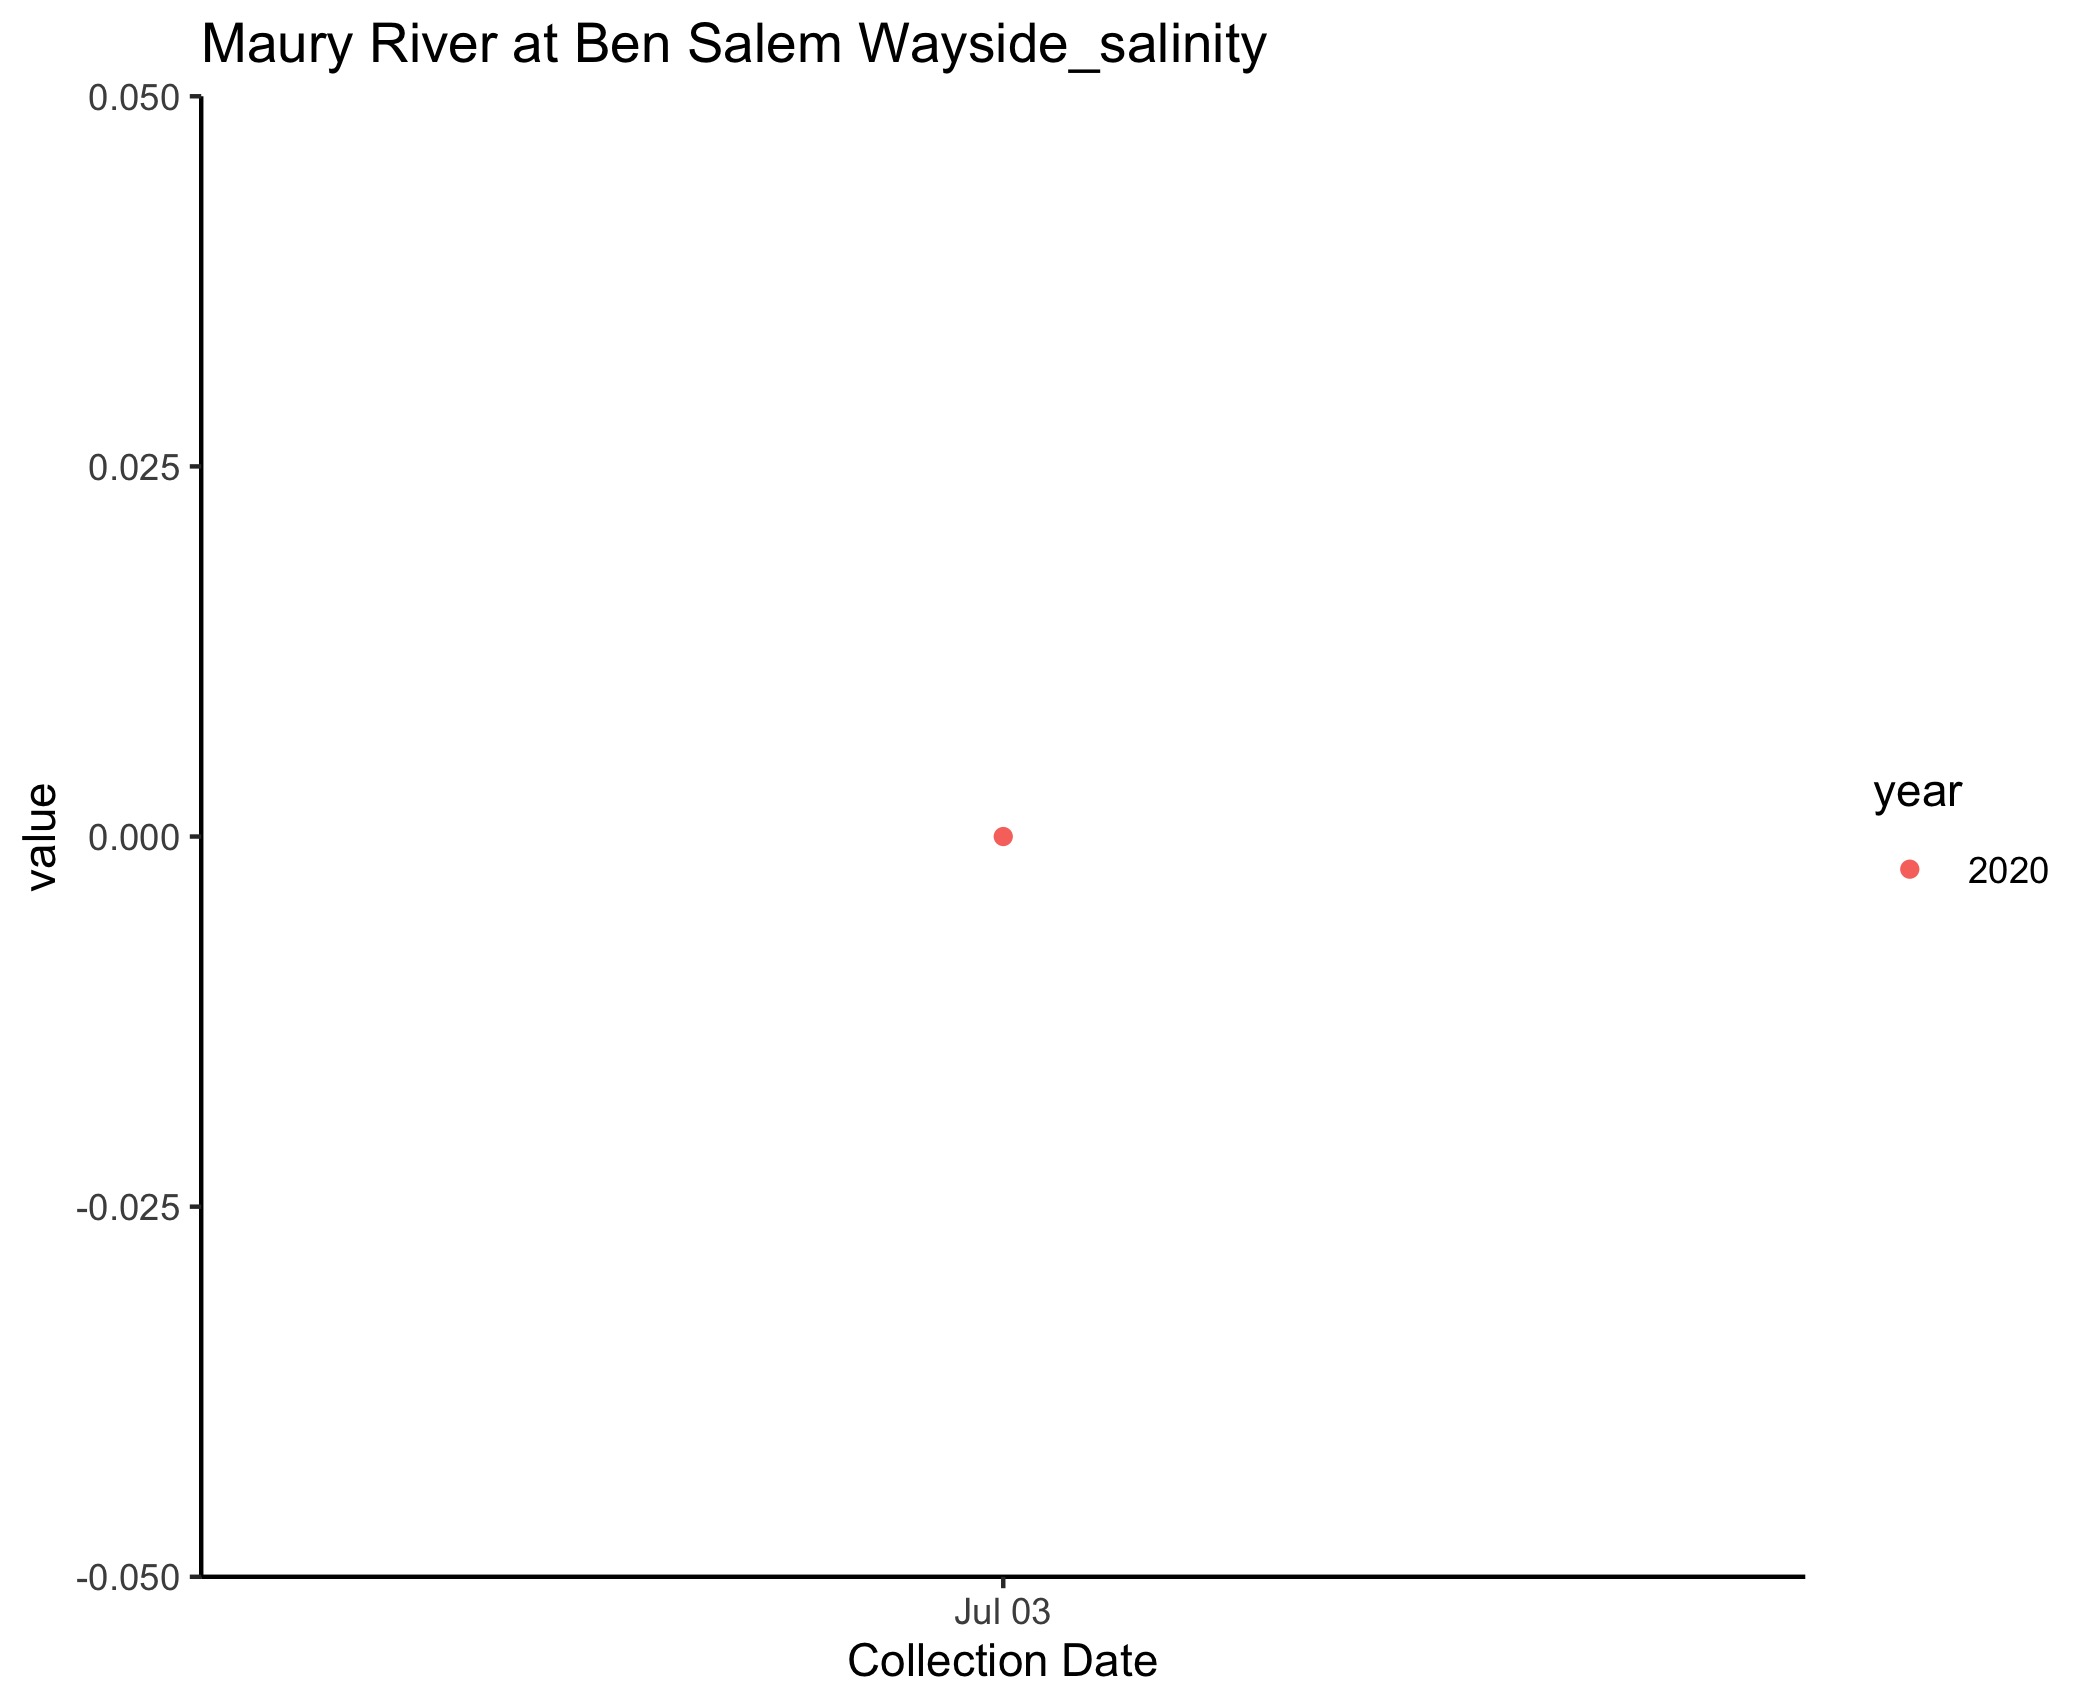 Maury River at Ben Salem Wayside_salinity
0.050
0.025
0.000
-0.025
-0.050
value
Jul 03
Collection Date
year
2020